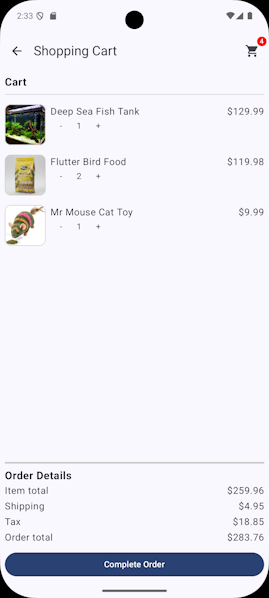 2:33
4
Shopping Cart
Cart
Deep Sea Fish Tank $129.99
- 1 +
Flutter Bird Food $119.98
- 2 +
Mr Mouse Cat Toy $9.99
- 1 +
Order Details
Item total $259.96
Shipping $4.95
Tax $18.85
Order total $283.76
Complete Order